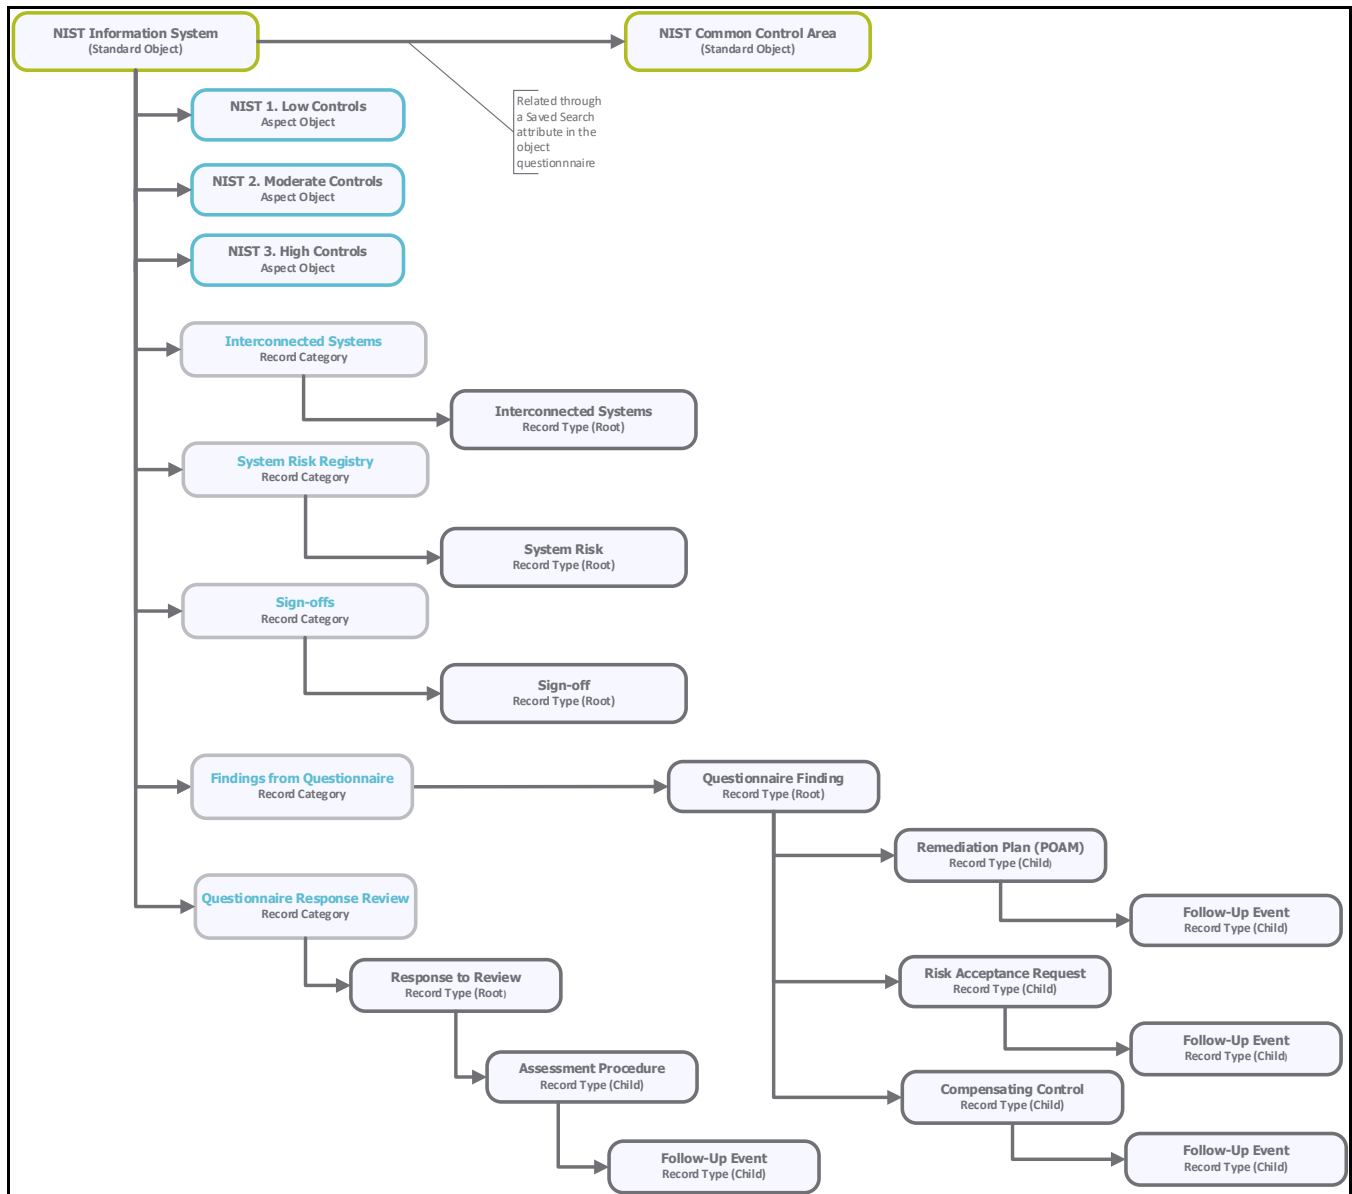 NIST Information System
(Standard Object)
NIST Common Control Area
(Standard Object)
Related through
a Saved Search
attribute in the
object
questionnnaire
NIST 1. Low Controls
Aspect Object
NIST 2. Moderate Controls
Aspect Object
NIST 3. High Controls
Aspect Object
Interconnected Systems
Record Category
Interconnected Systems
Record Type (Root)
System Risk Registry
Record Category
System Risk
Record Type (Root)
Sign-offs
Record Category
Sign-off
Record Type (Root)
Findings from Questionnaire
Record Category
Questionnaire Finding
Record Type (Root)
Remediation Plan (POAM)
Record Type (Child)
Follow-Up Event
Record Type (Child)
Risk Acceptance Request
Record Type (Child)
Follow-Up Event
Record Type (Child)
Compensating Control
Record Type (Child)
Follow-Up Event
Record Type (Child)
Questionnaire Response Review
Record Category
Response to Review
Record Type (Root)
Assessment Procedure
Record Type (Child)
Follow-Up Event
Record Type (Child)